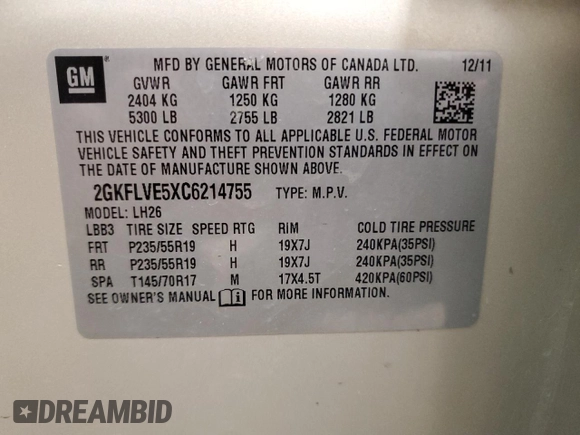 GM
MFD BY GENERAL MOTORS OF CANADA LTD. 12/11
GVWR GAWR FRT GAWR RR
2404 KG 1250 KG 1280 KG
5300 LB 2755 LB 2821 LB
THIS VEHICLE CONFORMS TO ALL APPLICABLE U.S. FEDERAL MOTOR
VEHICLE SAFETY AND THEFT PREVENTION STANDARDS IN EFFECT ON
THE DATE OF MANUFACTURE SHOWN ABOVE.
2GKFLVE5XC6214755 TYPE: M.P.V.
MODEL: LH26
LBB3 TIRE SIZE SPEED RTG RIM COLD TIRE PRESSURE
FRT P235/55R19 H 19X7J 240KPA(35PSI)
RR P235/55R19 H 19X7J 240KPA(35PSI)
SPA T145/70R17 M 17X4.5T 420KPA(60PSI)
SEE OWNER'S MANUAL FOR MORE INFORMATION.
DREAMBID